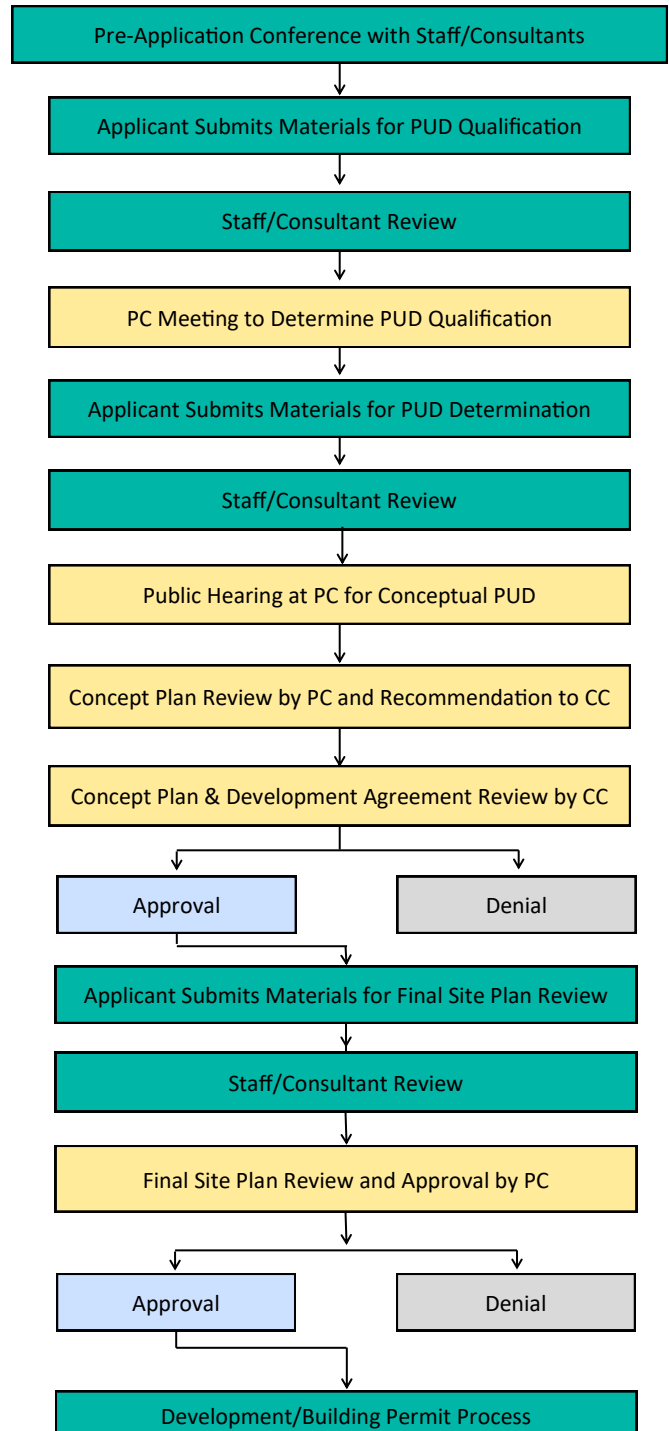 Pre-Application Conference with Staff/Consultants
Applicant Submits Materials for PUD Qualification
Staff/Consultant Review
PC Meeting to Determine PUD Qualification
Applicant Submits Materials for PUD Determination
Staff/Consultant Review
Public Hearing at PC for Conceptual PUD
Concept Plan Review by PC and Recommendation to CC
Concept Plan & Development Agreement Review by CC
Approval
Denial
Applicant Submits Materials for Final Site Plan Review
Staff/Consultant Review
Final Site Plan Review and Approval by PC
Approval
Denial
Development/Building Permit Process